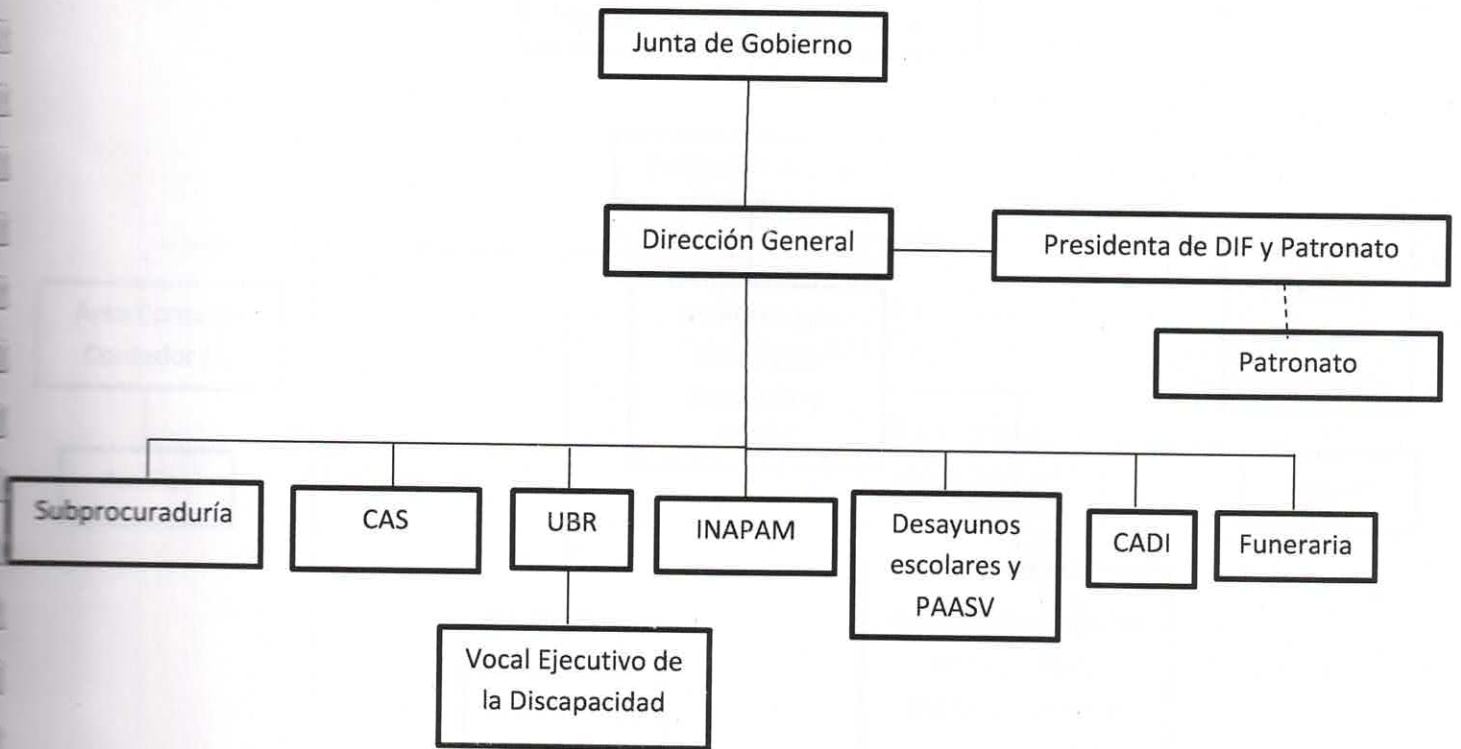 Junta de Gobierno
Dirección General
Presidenta de DIF y Patronato
Patronato
Subprocuraduría
CAS
UBR
INAPAM
Desayunos
escolares y
PAASV
CADI
Funeraria
Vocal Ejecutivo de
la Discapacidad